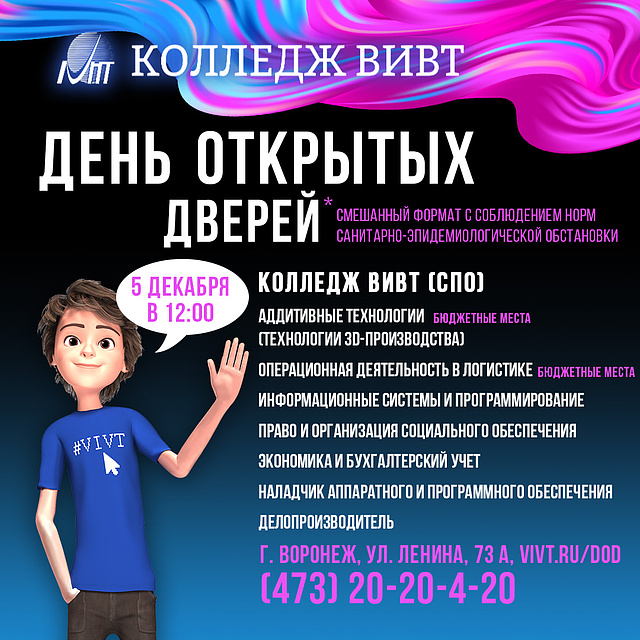 КОЛЛЕДЖ ВИВТ
ДЕНЬ ОТКРЫТЫХ
ДВЕРЕЙ*
СМЕШАННЫЙ ФОРМАТ С СОБЛЮДЕНИЕМ НОРМ
САНИТАРНО-ЭПИДЕМИОЛОГИЧЕСКОЙ ОБСТАНОВКИ
5 ДЕКАБРЯ
В 12:00
КОЛЛЕДЖ ВИВТ (СПО)
АДДИТИВНЫЕ ТЕХНОЛОГИИ БЮДЖЕТНЫЕ МЕСТА
(ТЕХНОЛОГИИ 3D-ПРОИЗВОДСТВА)
ОПЕРАЦИОННАЯ ДЕЯТЕЛЬНОСТЬ В ЛОГИСТИКЕ БЮДЖЕТНЫЕ МЕСТА
ИНФОРМАЦИОННЫЕ СИСТЕМЫ И ПРОГРАММИРОВАНИЕ
ПРАВО И ОРГАНИЗАЦИЯ СОЦИАЛЬНОГО ОБЕСПЕЧЕНИЯ
ЭКОНОМИКА И БУХГАЛТЕРСКИЙ УЧЕТ
НАЛАДЧИК АППАРАТНОГО И ПРОГРАММНОГО ОБЕСПЕЧЕНИЯ
ДЕЛОПРОИЗВОДИТЕЛЬ
#VIVT
Г. ВОРОНЕЖ, УЛ. ЛЕНИНА, 73 А, VIVT.RU/DOD
(473) 20-20-4-20